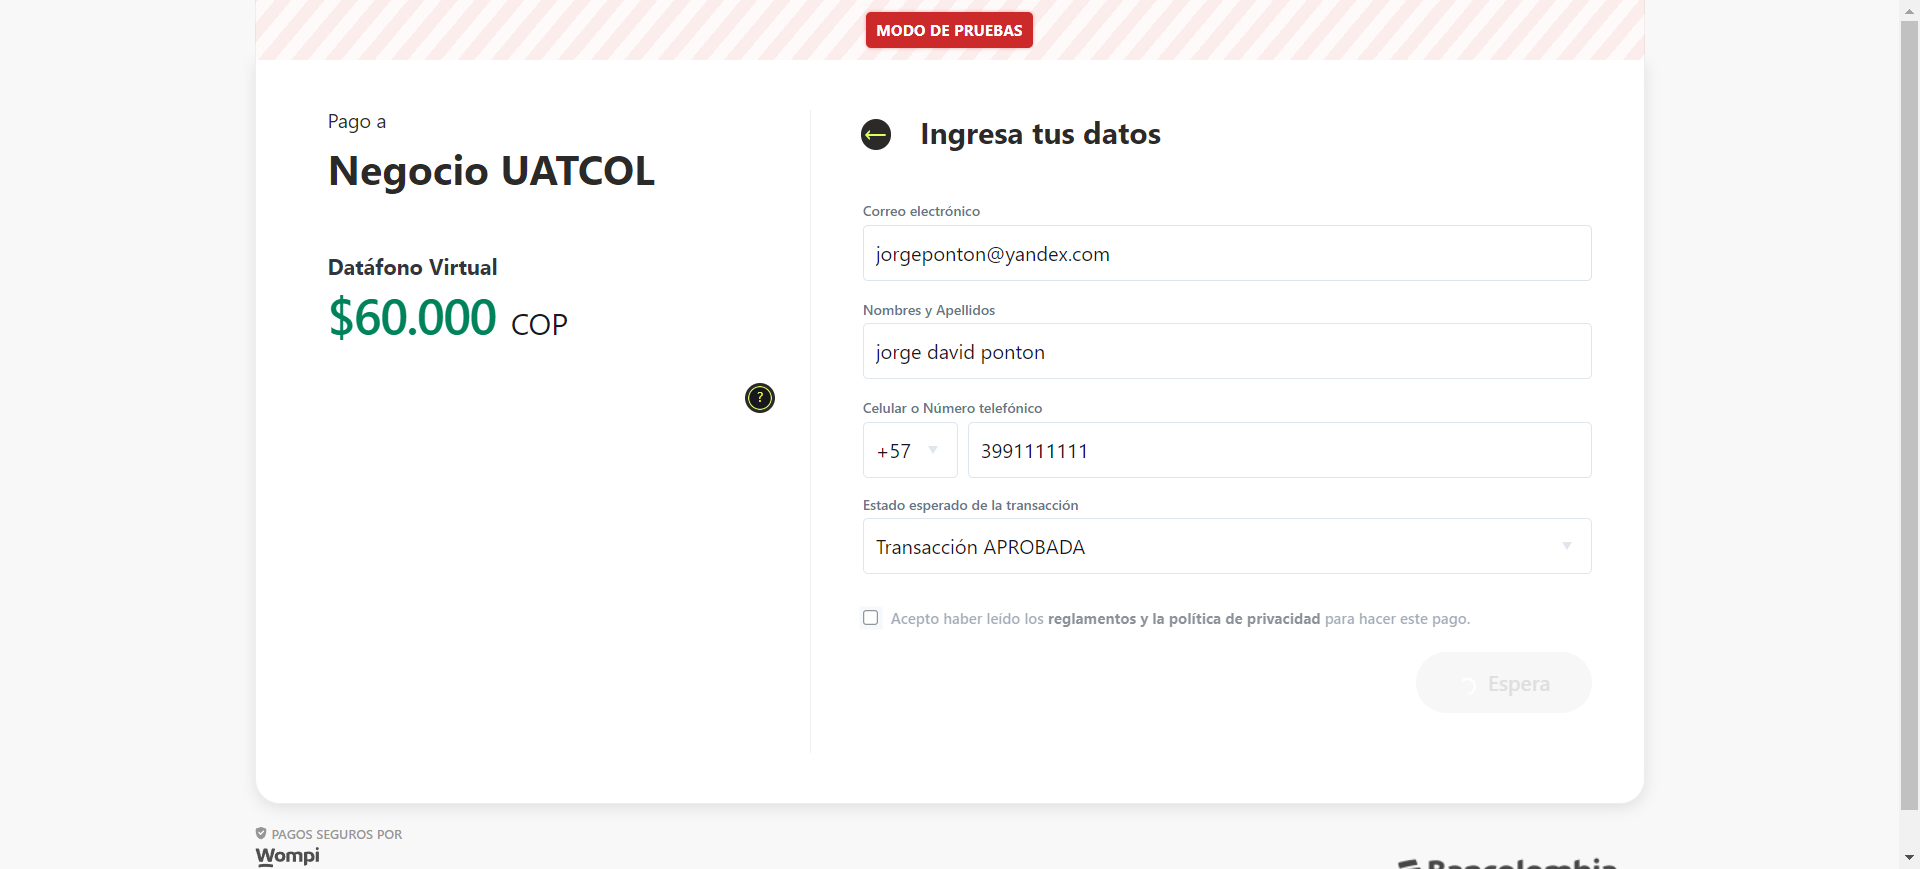 MODO DE PRUEBAS
Pago a
Negocio UATCOL
Datáfono Virtual
$60.000 COP
?
Ingresa tus datos
Correo electrónico
jorgeponton@yandex.com
Nombres y Apellidos
jorge david ponton
Celular o Número telefónico
+57 3991111111
Estado esperado de la transacción
Transacción APROBADA
Acepto haber leído los reglamentos y la política de privacidad para hacer este pago.
Espera
PAGOS SEGUROS POR
Wompi
Bancolombia